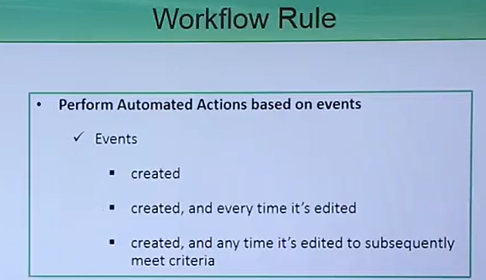 Workflow Rule
• Perform Automated Actions based on events
✓ Events
▪ created
▪ created, and every time it's edited
▪ created, and any time it's edited to subsequently
meet criteria